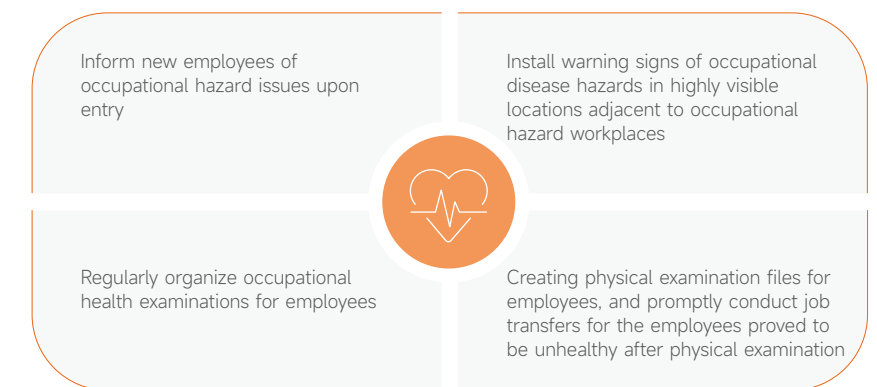 Inform new employees of
occupational hazard issues upon
entry
Install warning signs of occupational
disease hazards in highly visible
locations adjacent to occupational
hazard workplaces
Regularly organize occupational
health examinations for employees
Creating physical examination files for
employees, and promptly conduct job
transfers for the employees proved to
be unhealthy after physical examination